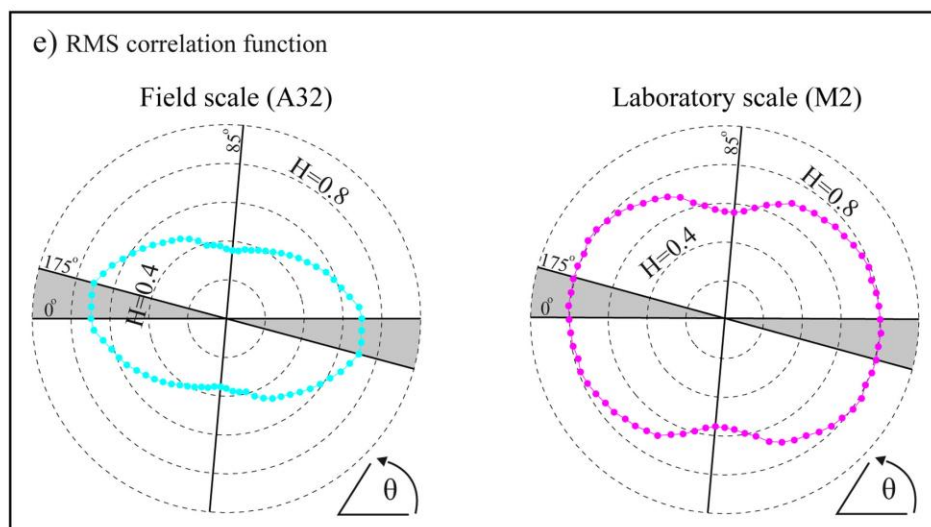 e) RMS correlation function
Field scale (A32)
85°
H=0.8
175°
H=0.4
0°
θ
Laboratory scale (M2)
85°
H=0.8
175°
H=0.4
0°
θ